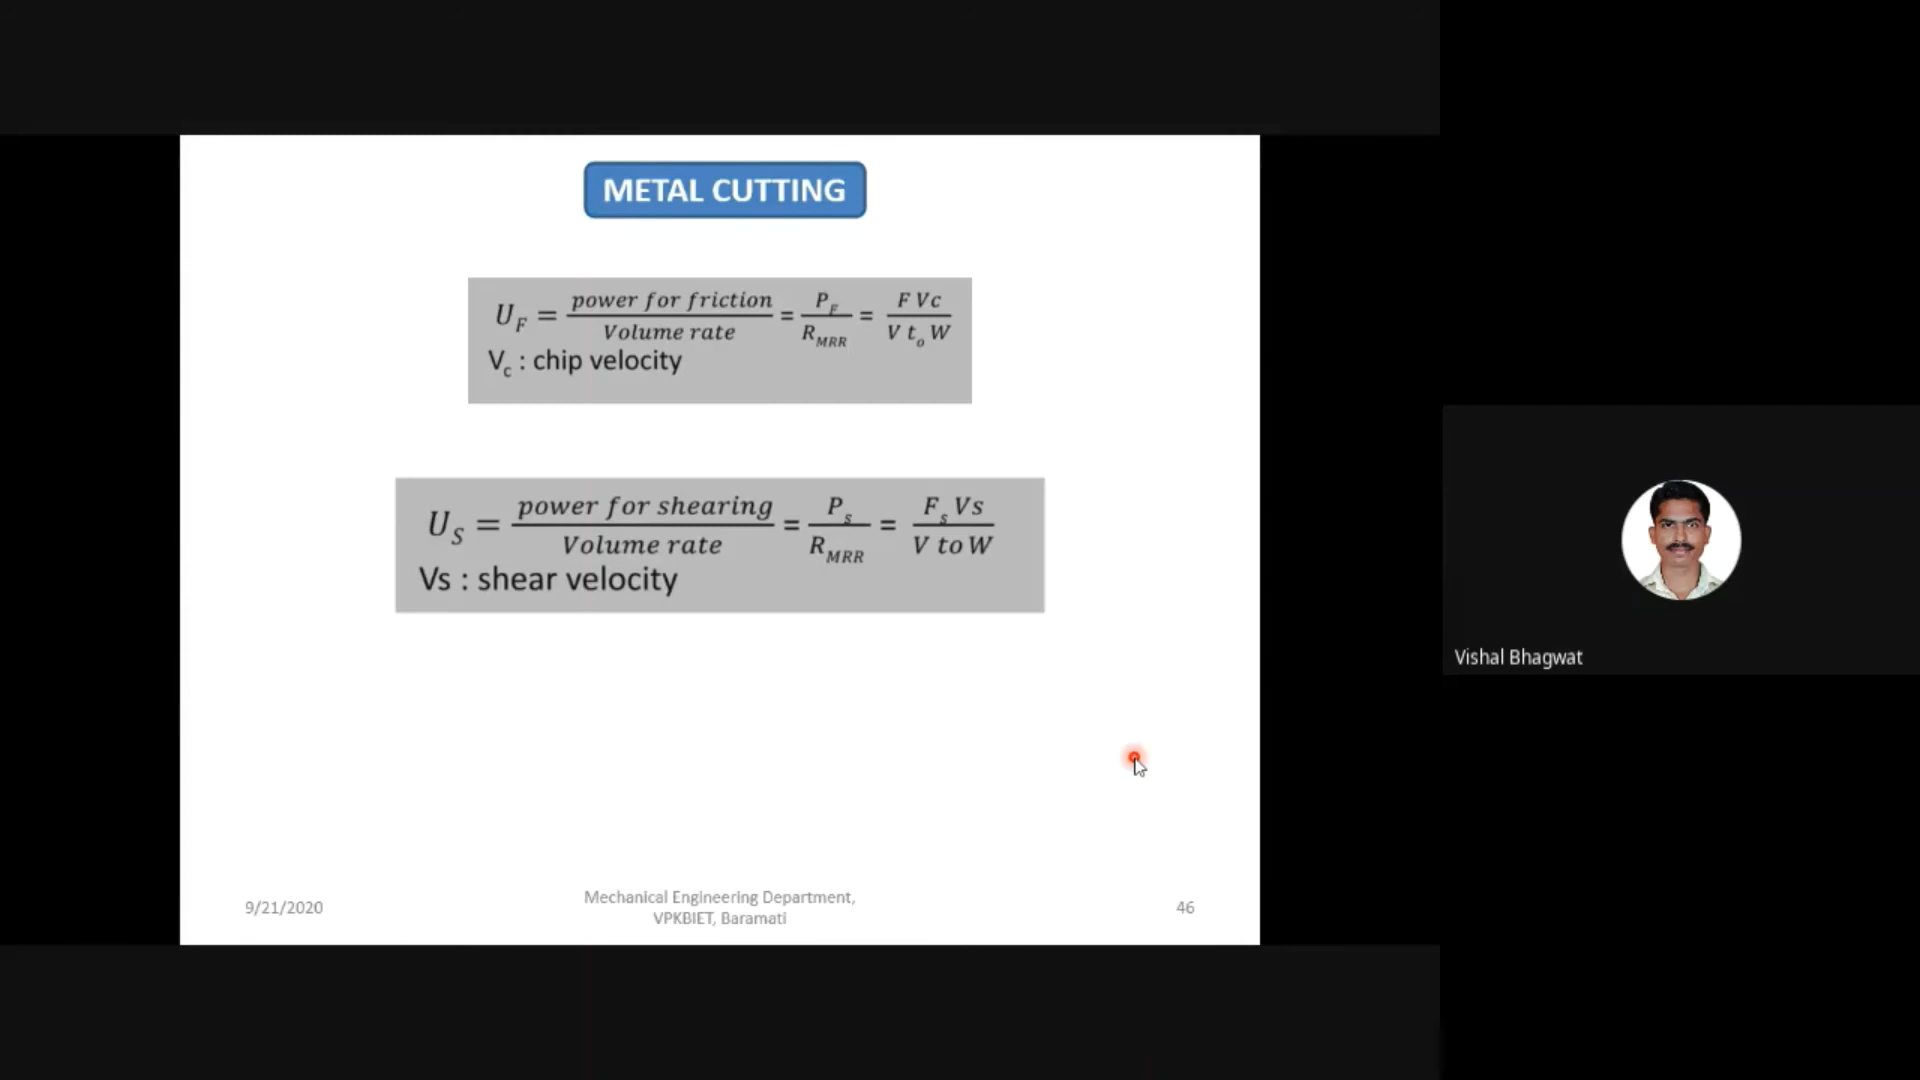 METAL CUTTING
U_F = power for friction / Volume rate = P_F / R_MRR = F Vc / V t_o W
V_c : chip velocity
U_S = power for shearing / Volume rate = P_s / R_MRR = F_s Vs / V to W
Vs : shear velocity
Vishal Bhagwat
9/21/2020
Mechanical Engineering Department,
VPKBIET, Baramati
46